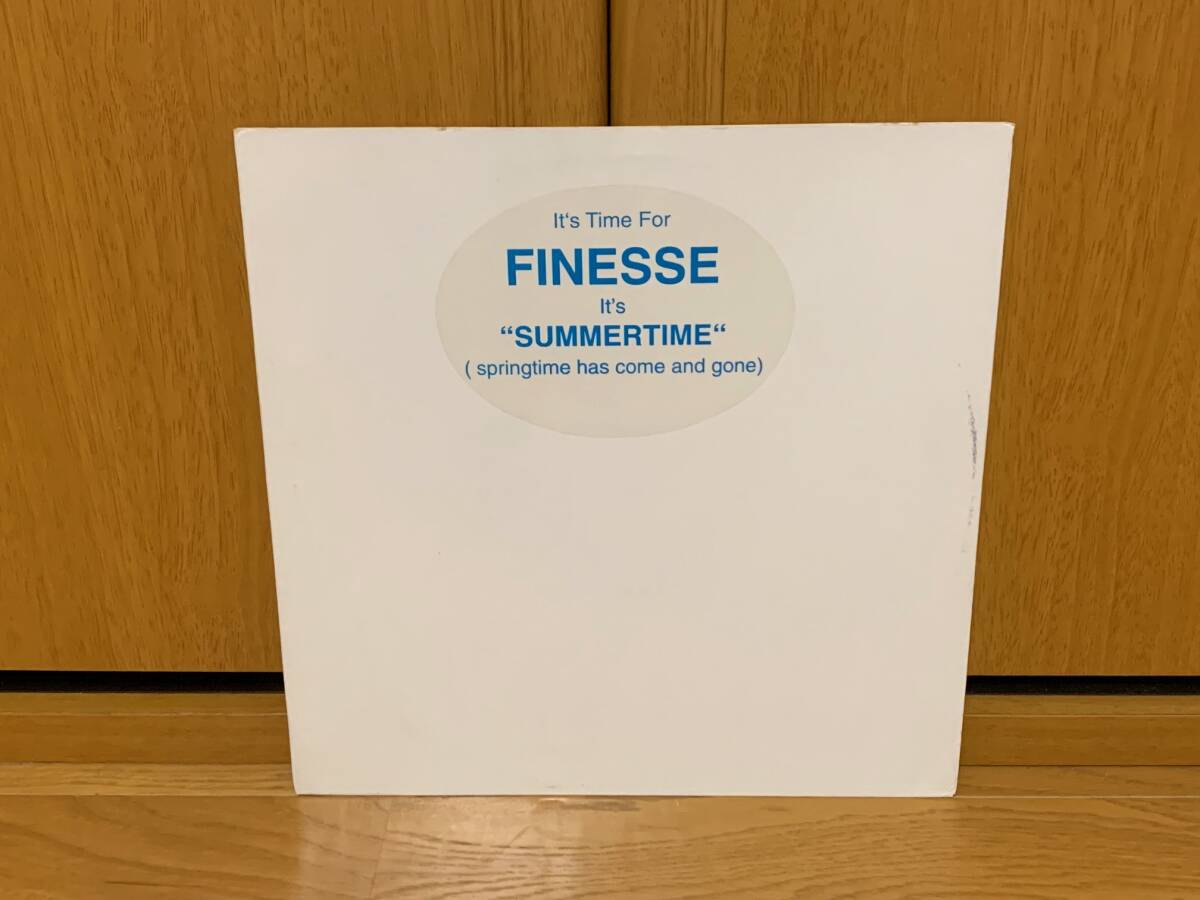 It‘s Time For
FINESSE
It’s
“SUMMERTIME“
( springtime has come and gone)